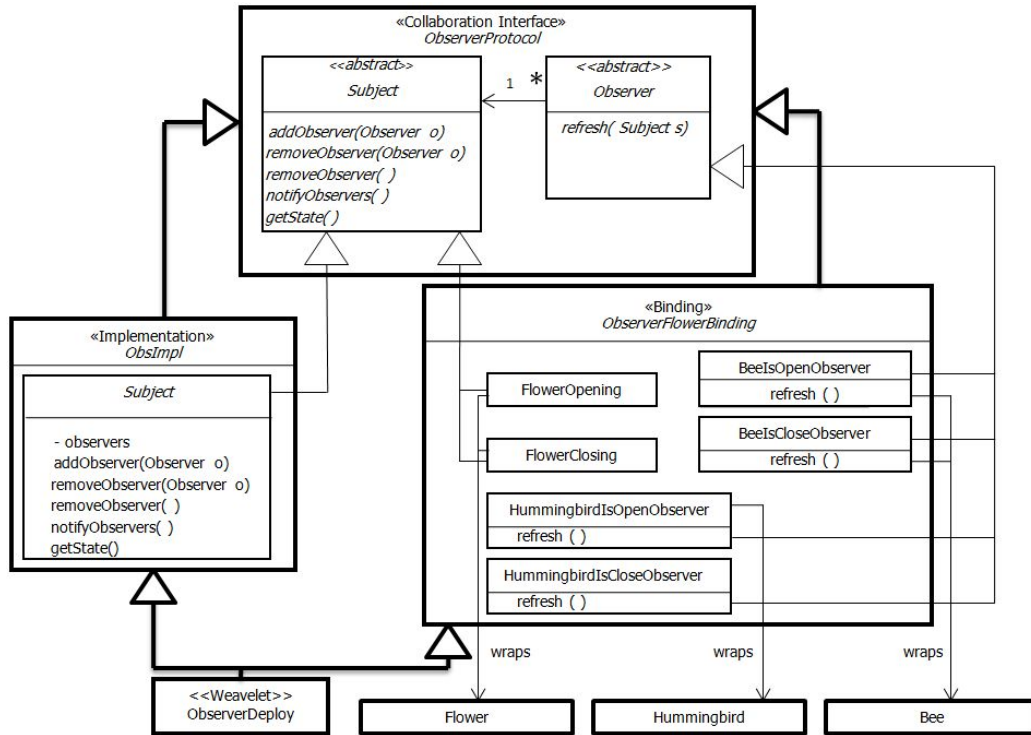 «Collaboration Interface»
ObserverProtocol
<<abstract>>
Subject
addObserver(Observer o)
removeObserver(Observer o)
removeObserver( )
notifyObservers( )
getState( )
1
*
<<abstract>>
Observer
refresh( Subject s)
«Implementation»
ObsImpl
Subject
- observers
addObserver(Observer o)
removeObserver(Observer o)
removeObserver( )
notifyObservers( )
getState()
«Binding»
ObserverFlowerBinding
FlowerOpening
FlowerClosing
BeeIsOpenObserver
refresh ( )
BeeIsCloseObserver
refresh ( )
HummingbirdIsOpenObserver
refresh ( )
HummingbirdIsCloseObserver
refresh ( )
wraps
wraps
wraps
<<Weavelet>>
ObserverDeploy
Flower
Hummingbird
Bee